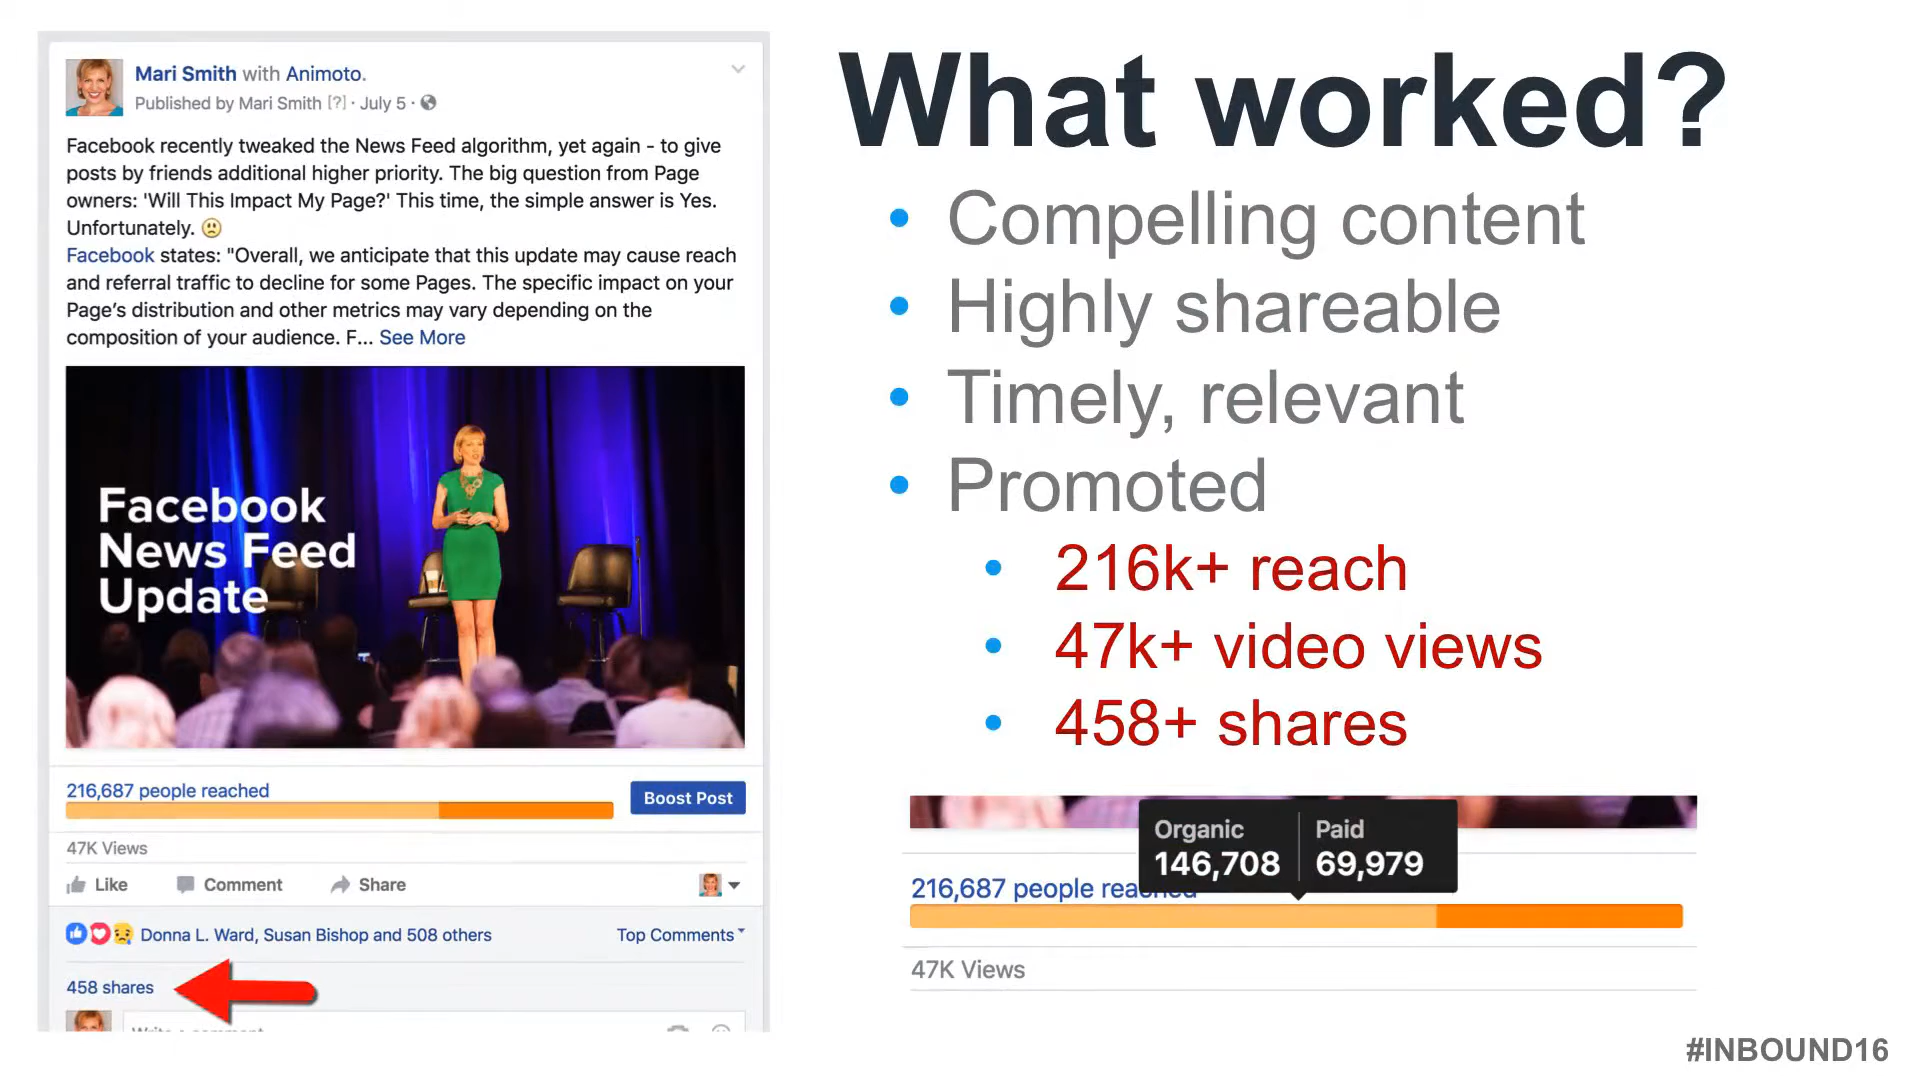 Mari Smith with Animoto.
Published by Mari Smith [?] · July 5 ·
Facebook recently tweaked the News Feed algorithm, yet again - to give
posts by friends additional higher priority. The big question from Page
owners: 'Will This Impact My Page?' This time, the simple answer is Yes.
Unfortunately.
Facebook states: "Overall, we anticipate that this update may cause reach
and referral traffic to decline for some Pages. The specific impact on your
Page's distribution and other metrics may vary depending on the
composition of your audience. F... See More
Facebook
News Feed
Update
216,687 people reached
Boost Post
47K Views
Like
Comment
Share
Donna L. Ward, Susan Bishop and 508 others
Top Comments
458 shares
Write a comment
What worked?
• Compelling content
• Highly shareable
• Timely, relevant
• Promoted
• 216k+ reach
• 47k+ video views
• 458+ shares
Organic
146,708
Paid
69,979
216,687 people reached
47K Views
#INBOUND16